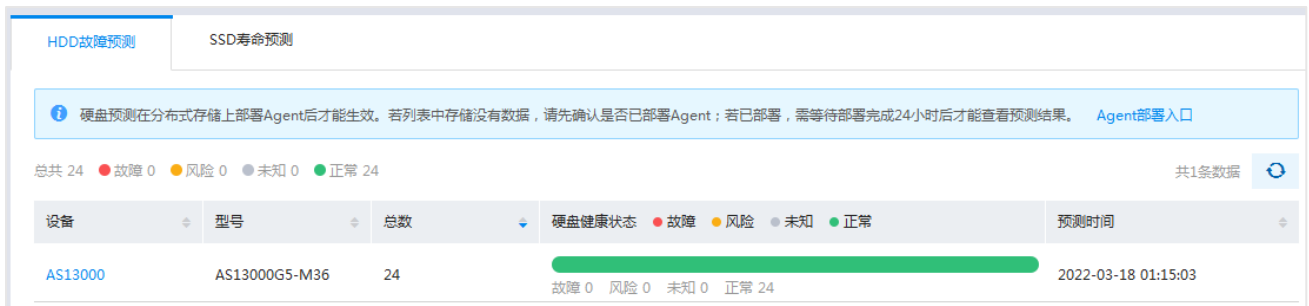 HDD故障预测 SSD寿命预测
硬盘预测在分布式存储上部署Agent后才能生效。若列表中存储没有数据，请先确认是否已部署Agent；若已部署，需等待部署完成24小时后才能查看预测结果。 Agent部署入口
总共 24 故障 0 风险 0 未知 0 正常 24 共1条数据
设备 型号 总数 硬盘健康状态 故障 风险 未知 正常 预测时间
AS13000 AS13000G5-M36 24 2022-03-18 01:15:03
故障 0 风险 0 未知 0 正常 24